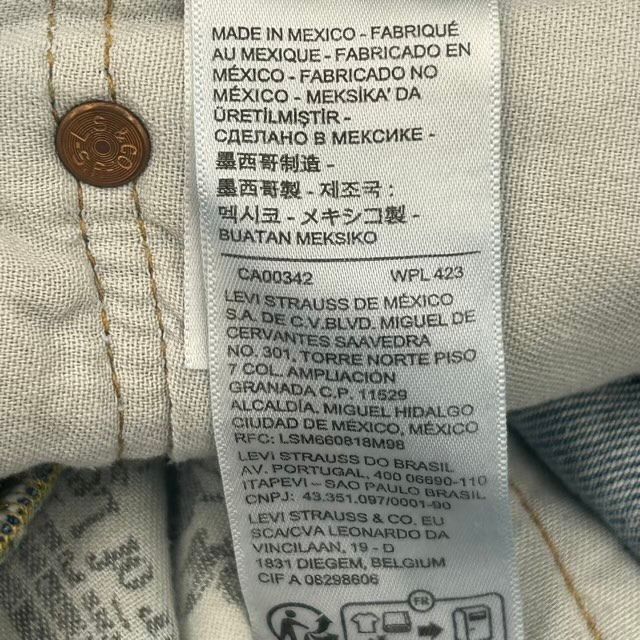 MADE IN MEXICO - FABRIQUÉ
AU MEXIQUE - FABRICADO EN
MÉXICO - FABRICADO NO
MÉXICO - MEKSİKA' DA
ÜRETİLMİŞTİR -
СДЕЛАНО В МЕКСИКЕ -
墨西哥制造 -
墨西哥製 - 제조국 :
멕시코 - メキシコ製 -
BUATAN MEKSIKO
CA00342 WPL 423
LEVI STRAUSS DE MÉXICO
S.A. DE C.V.BLVD. MIGUEL DE
CERVANTES SAAVEDRA
NO. 301, TORRE NORTE PISO
7 COL. AMPLIACIÓN
GRANADA C.P. 11529
ALCALDÍA. MIGUEL HIDALGO
CIUDAD DE MÉXICO, MÉXICO
RFC: LSM660818M98
LEVI STRAUSS DO BRASIL
AV. PORTUGAL, 400 06690-110
ITAPEVI - SAO PAULO BRASIL
CNPJ: 43.351.097/0001-90
LEVI STRAUSS & CO. EU
SCA/CVA LEONARDO DA
VINCILAAN, 19 - D
1831 DIEGEM, BELGIUM
CIF A 08298606
FR